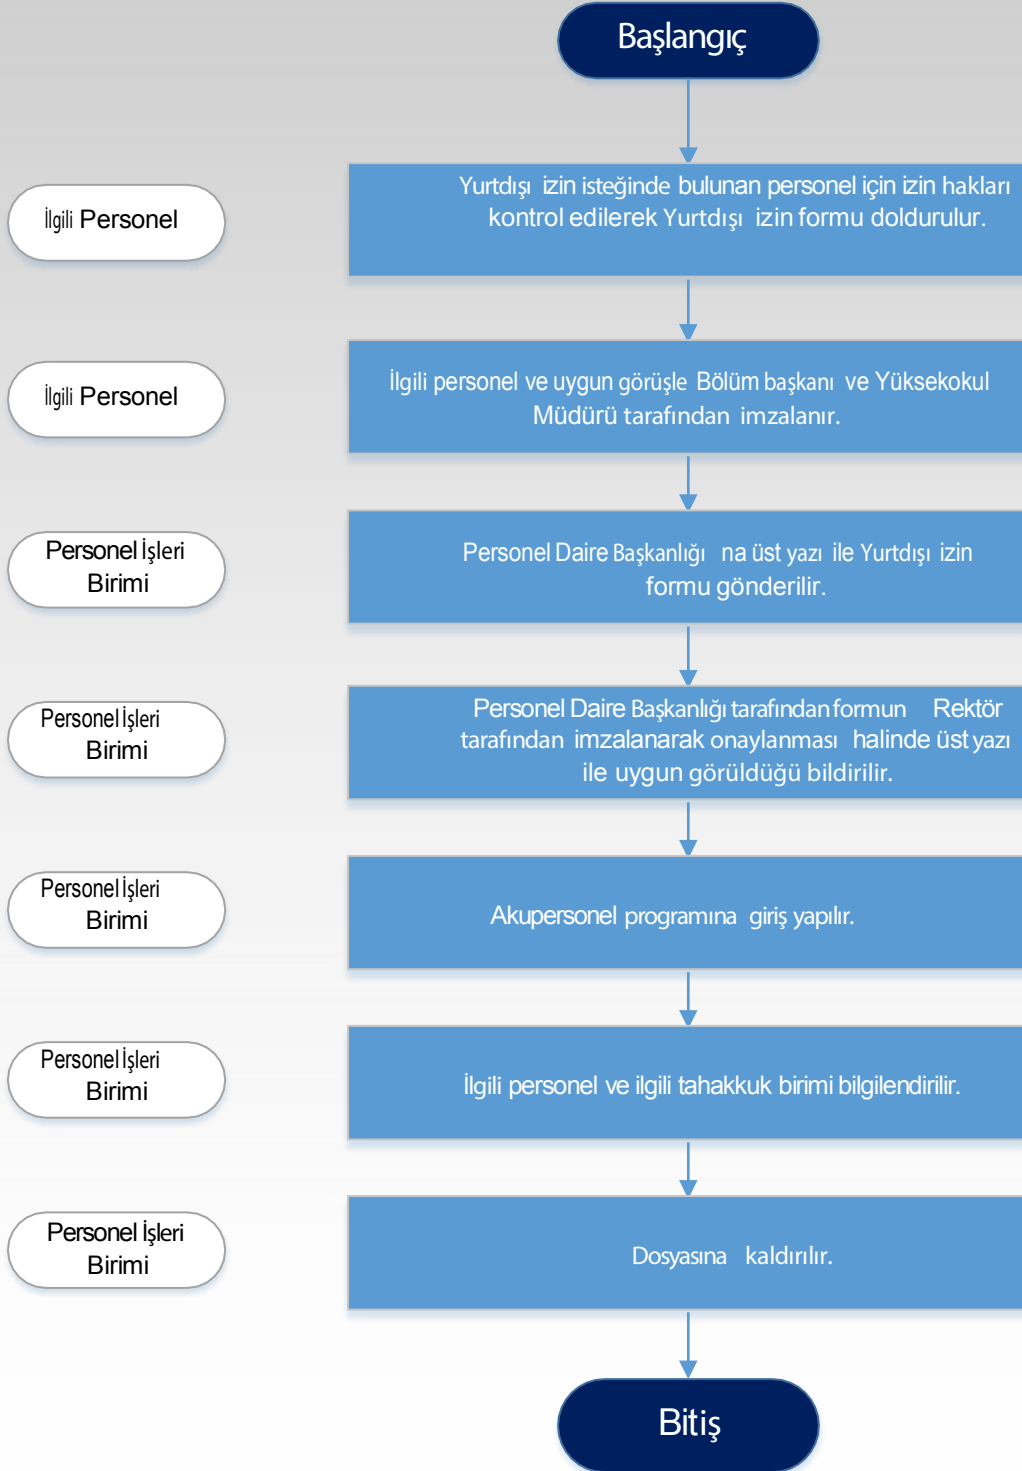 Başlangıç
İlgili Personel
Yurtdışı izin isteğinde bulunan personel için izin hakları
kontrol edilerek Yurtdışı izin formu doldurulur.
İlgili Personel
İlgili personel ve uygun görüşle Bölüm başkanı ve Yüksekokul
Müdürü tarafından imzalanır.
Personel İşleri
Birimi
Personel Daire Başkanlığı na üst yazı ile Yurtdışı izin
formu gönderilir.
Personel İşleri
Birimi
Personel Daire Başkanlığı tarafından formun Rektör
tarafından imzalanarak onaylanması halinde üst yazı
ile uygun görüldüğü bildirilir.
Personel İşleri
Birimi
Akupersonel programına giriş yapılır.
Personel İşleri
Birimi
İlgili personel ve ilgili tahakkuk birimi bilgilendirilir.
Personel İşleri
Birimi
Dosyasına kaldırılır.
Bitiş